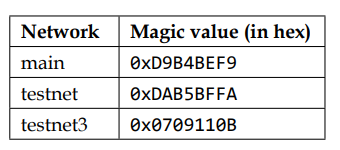 Network Magic value (in hex)
main 0xD9B4BEF9
testnet 0xDAB5BFFA
testnet3 0x0709110B